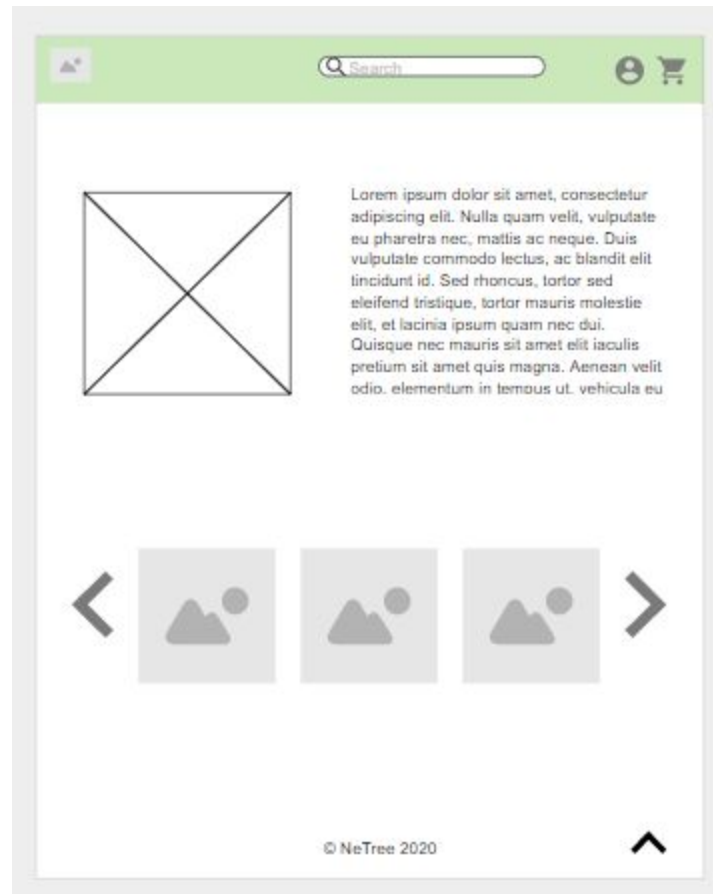 Search
Lorem ipsum dolor sit amet, consectetur
adipiscing elit. Nulla quam velit, vulputate
eu pharetra nec, mattis ac neque. Duis
vulputate commodo lectus, ac blandit elit
tincidunt id. Sed rhoncus, tortor sed
eleifend tristique, tortor mauris molestie
elit, et lacinia ipsum quam nec dui.
Quisque nec mauris sit amet elit iaculis
pretium sit amet quis magna. Aenean velit
odio, elementum in tempus ut, vehicula eu
© NeTree 2020